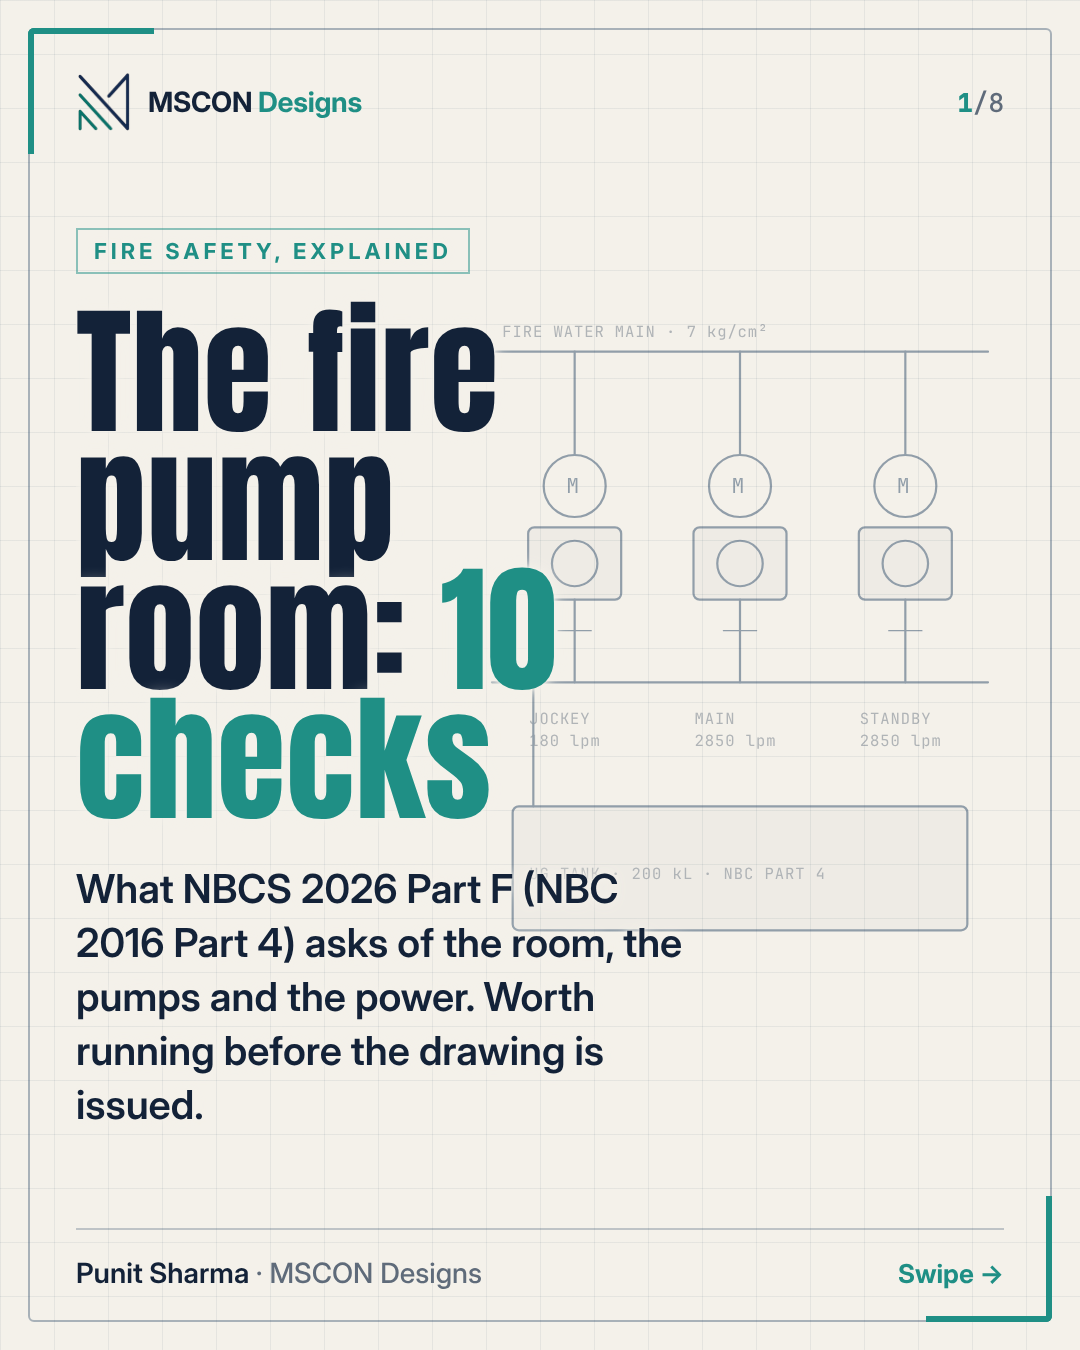 MSCON Designs
1/8
FIRE SAFETY, EXPLAINED
The fire
pump
room: 10
checks
FIRE WATER MAIN · 7 kg/cm²
M
M
M
JOCKEY
180 lpm
MAIN
2850 lpm
STANDBY
2850 lpm
UG TANK · 200 kL · NBC PART 4
What NBCS 2026 Part F (NBC
2016 Part 4) asks of the room, the
pumps and the power. Worth
running before the drawing is
issued.
Punit Sharma · MSCON Designs
Swipe →